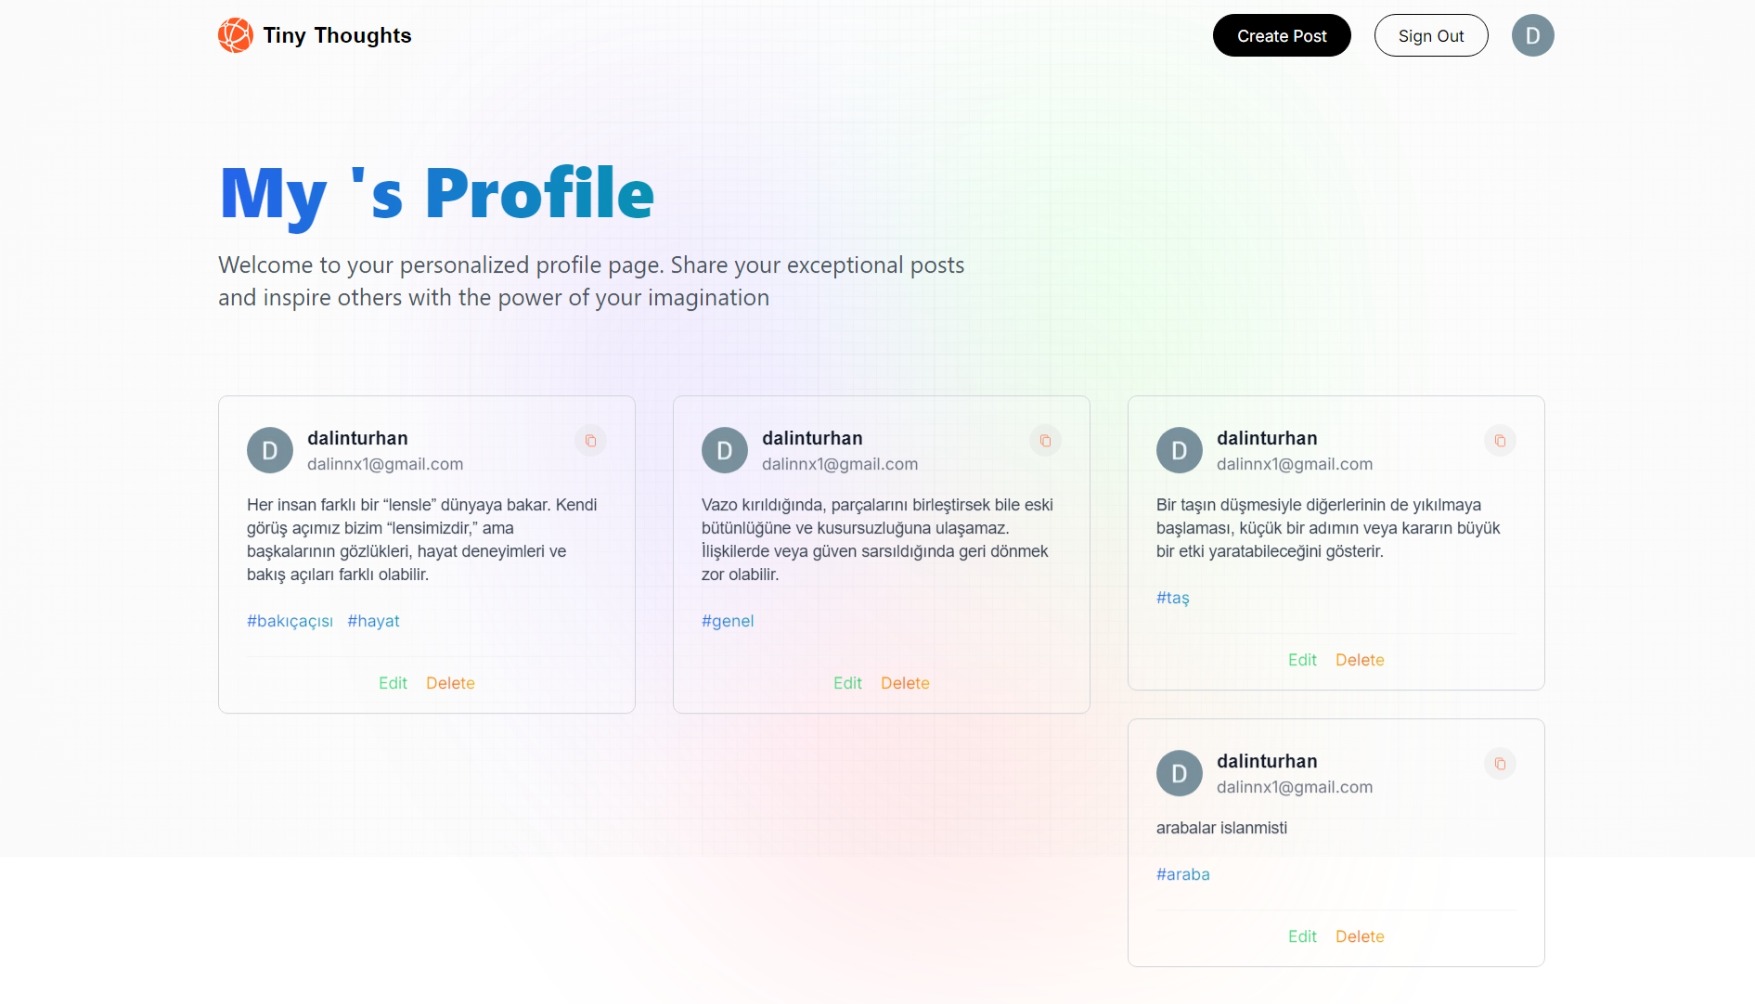 Tiny Thoughts
Create Post
Sign Out
D
My 's Profile
Welcome to your personalized profile page. Share your exceptional posts
and inspire others with the power of your imagination
D
dalinturhan
dalinnx1@gmail.com
Her insan farklı bir “lensle” dünyaya bakar. Kendi
görüş açımız bizim “lensimizdir,” ama
başkalarının gözlükleri, hayat deneyimleri ve
bakış açıları farklı olabilir.
#bakıçaçısı #hayat
Edit Delete
D
dalinturhan
dalinnx1@gmail.com
Vazo kırıldığında, parçalarını birleştirsek bile eski
bütünlüğüne ve kusursuzluğuna ulaşamaz.
İlişkilerde veya güven sarsıldığında geri dönmek
zor olabilir.
#genel
Edit Delete
D
dalinturhan
dalinnx1@gmail.com
Bir taşın düşmesiyle diğerlerinin de yıkılmaya
başlaması, küçük bir adımın veya kararın büyük
bir etki yaratabileceğini gösterir.
#taş
Edit Delete
D
dalinturhan
dalinnx1@gmail.com
arabalar islanmisti
#araba
Edit Delete